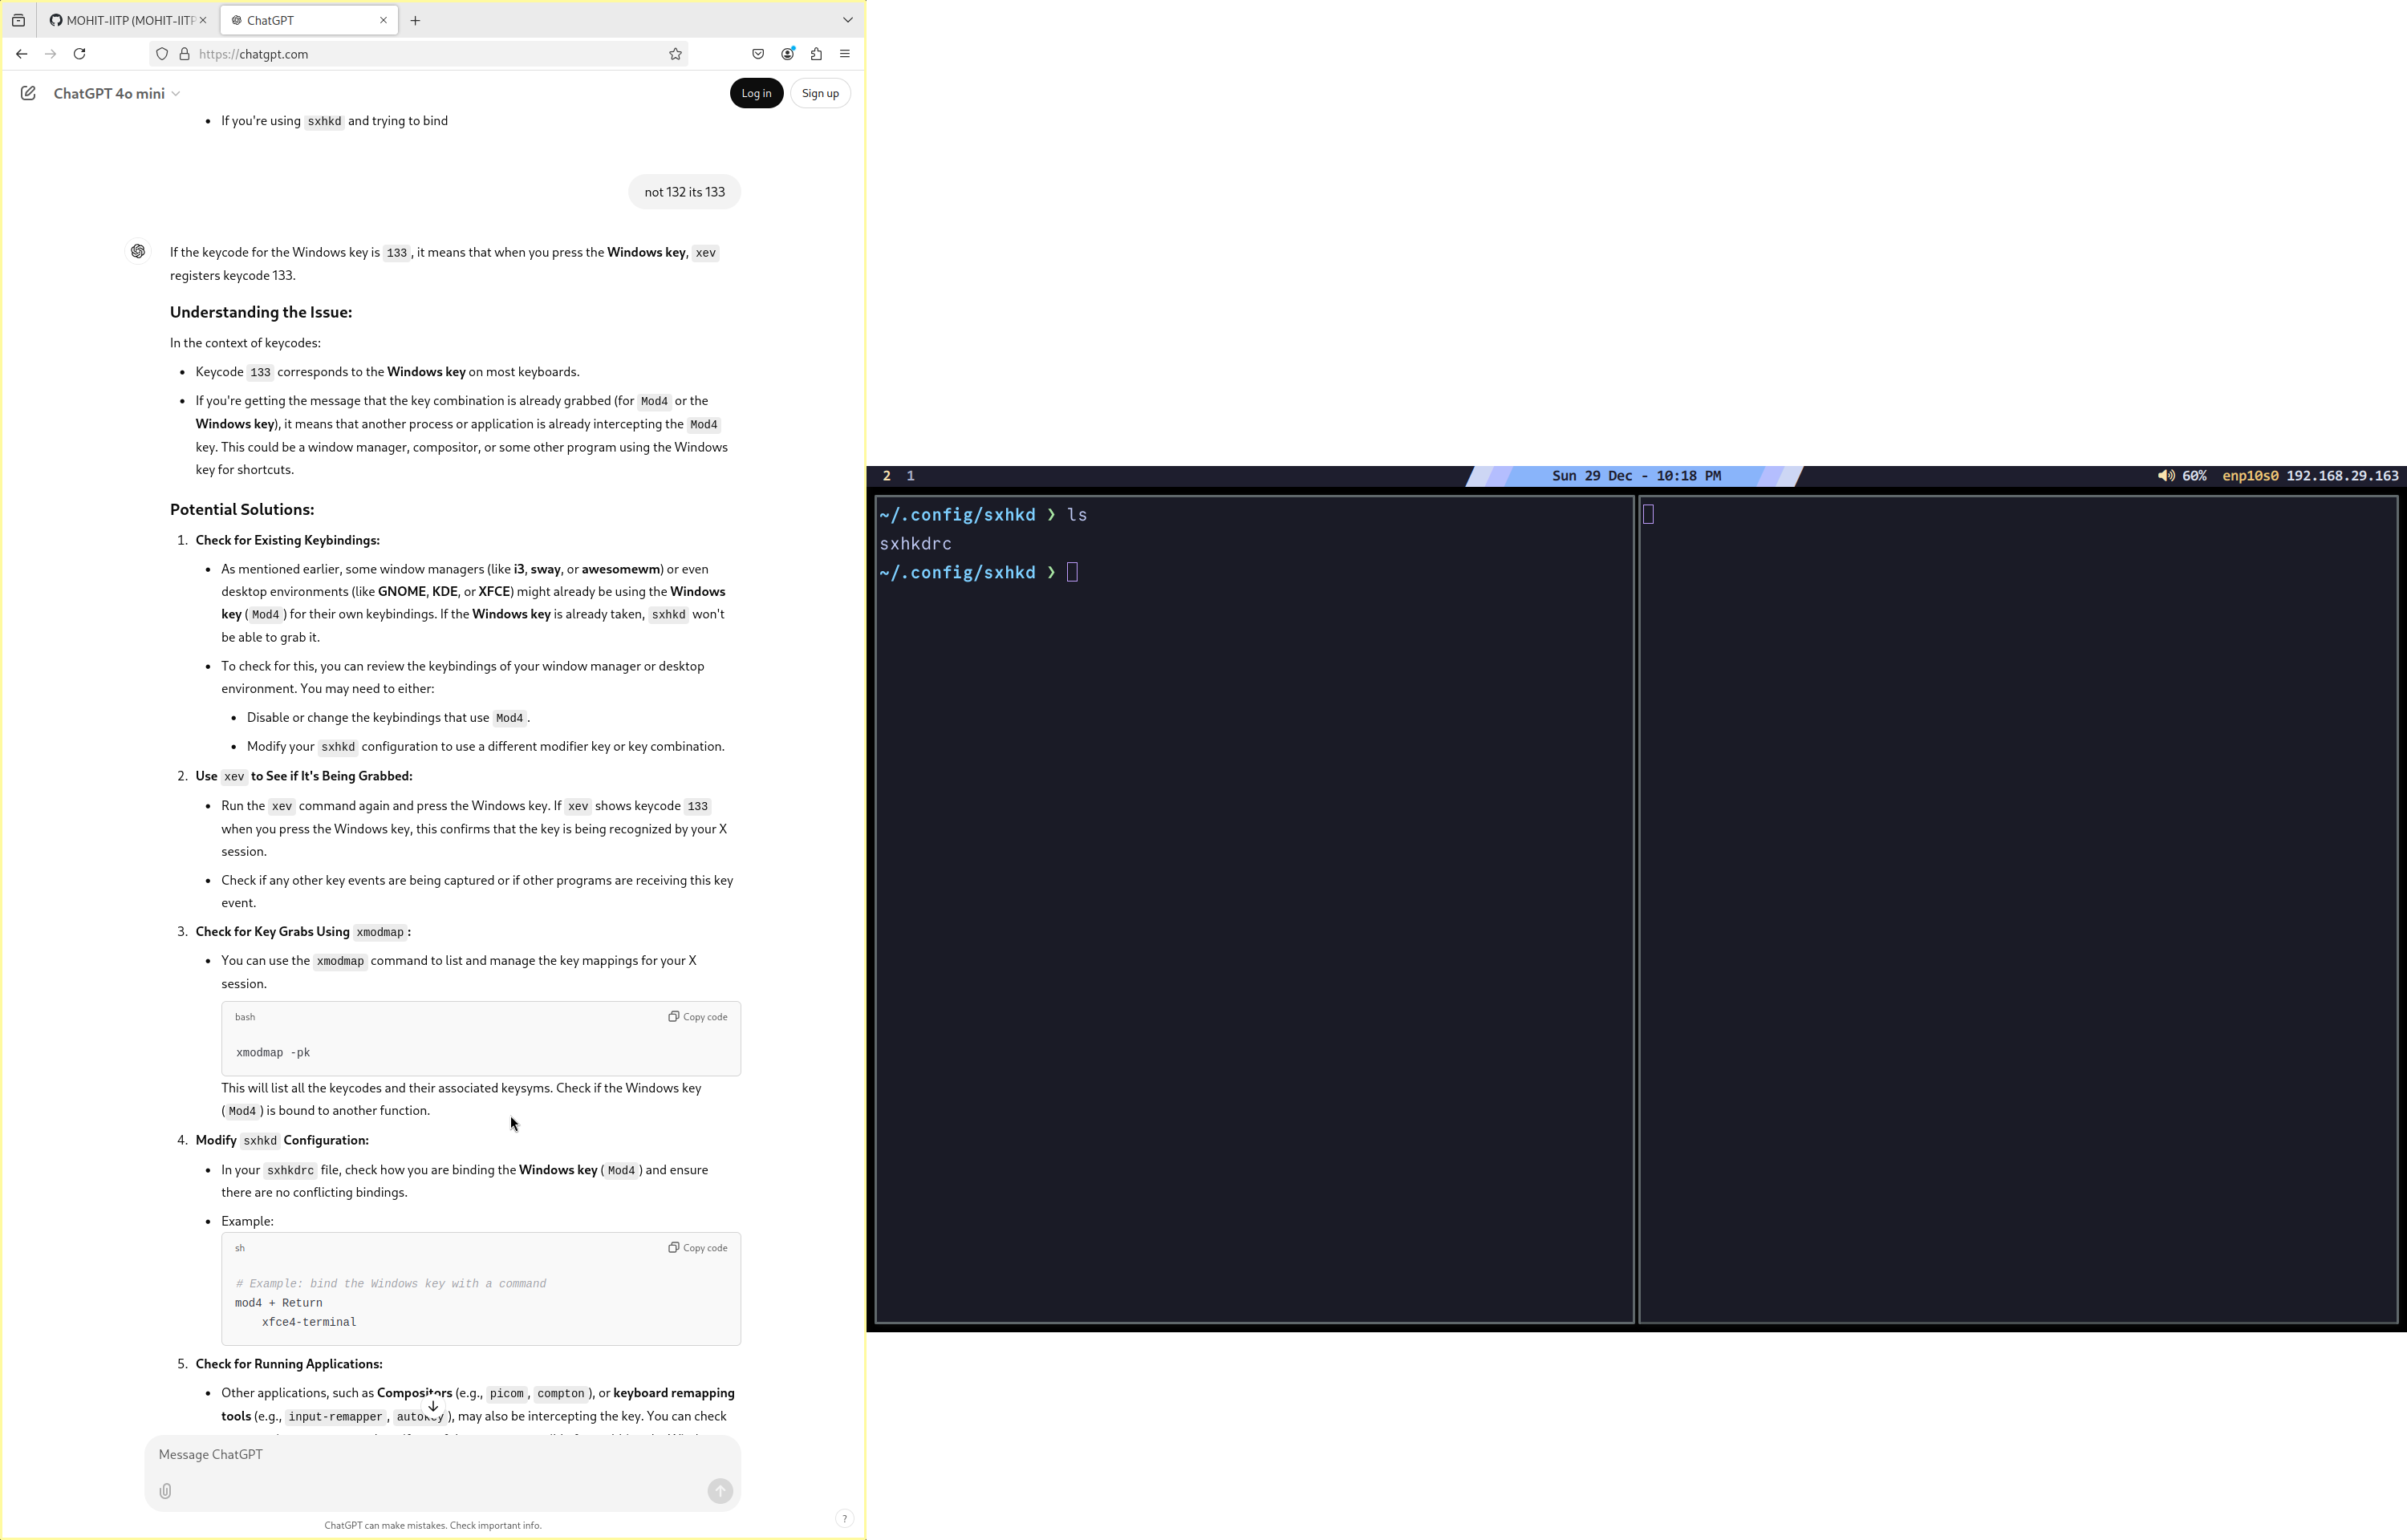 MOHIT-IITP (MOHIT-IITP
ChatGPT
https://chatgpt.com
ChatGPT 4o mini
Log in
Sign up
• If you're using sxhkd and trying to bind
not 132 its 133
If the keycode for the Windows key is 133, it means that when you press the Windows key, xev
registers keycode 133.
Understanding the Issue:
In the context of keycodes:
• Keycode 133 corresponds to the Windows key on most keyboards.
• If you're getting the message that the key combination is already grabbed (for Mod4 or the
Windows key), it means that another process or application is already intercepting the Mod4
key. This could be a window manager, compositor, or some other program using the Windows
key for shortcuts.
Potential Solutions:
1. Check for Existing Keybindings:
• As mentioned earlier, some window managers (like i3, sway, or awesomewm) or even
desktop environments (like GNOME, KDE, or XFCE) might already be using the Windows
key (Mod4) for their own keybindings. If the Windows key is already taken, sxhkd won't
be able to grab it.
• To check for this, you can review the keybindings of your window manager or desktop
environment. You may need to either:
• Disable or change the keybindings that use Mod4.
• Modify your sxhkd configuration to use a different modifier key or key combination.
2. Use xev to See if It's Being Grabbed:
• Run the xev command again and press the Windows key. If xev shows keycode 133
when you press the Windows key, this confirms that the key is being recognized by your X
session.
• Check if any other key events are being captured or if other programs are receiving this key
event.
3. Check for Key Grabs Using xmodmap:
• You can use the xmodmap command to list and manage the key mappings for your X
session.
bash
Copy code
xmodmap -pk
This will list all the keycodes and their associated keysyms. Check if the Windows key
(Mod4) is bound to another function.
4. Modify sxhkd Configuration:
• In your sxhkdrc file, check how you are binding the Windows key (Mod4) and ensure
there are no conflicting bindings.
• Example:
sh
Copy code
# Example: bind the Windows key with a command
mod4 + Return
xfce4-terminal
5. Check for Running Applications:
• Other applications, such as Compositors (e.g., picom, compton), or keyboard remapping
tools (e.g., input-remapper, autokey), may also be intercepting the key. You can check
Message ChatGPT
ChatGPT can make mistakes. Check important info.
?
2 1
Sun 29 Dec - 10:18 PM
60% enp10s0 192.168.29.163
~/.config/sxhkd ❯ ls
sxhkdrc
~/.config/sxhkd ❯